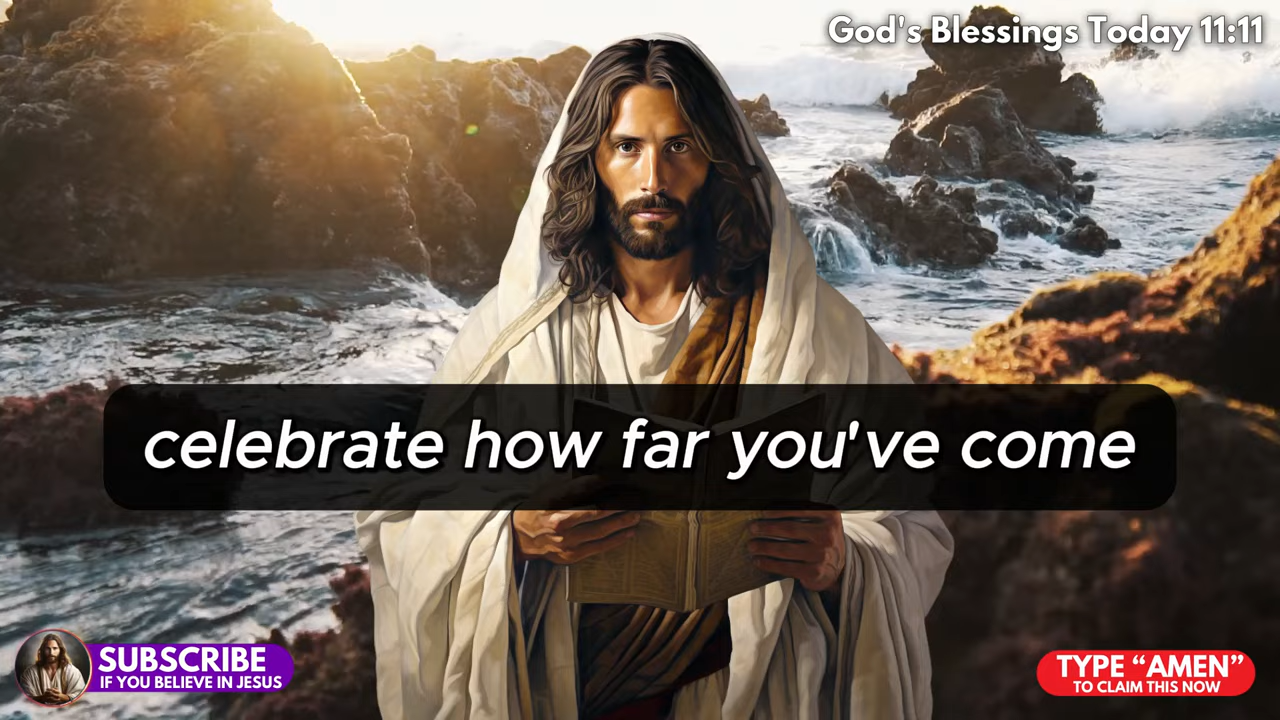 God's Blessings Today 11:11
celebrate how far you've come
SUBSCRIBE
IF YOU BELIEVE IN JESUS
TYPE “AMEN”
TO CLAIM THIS NOW